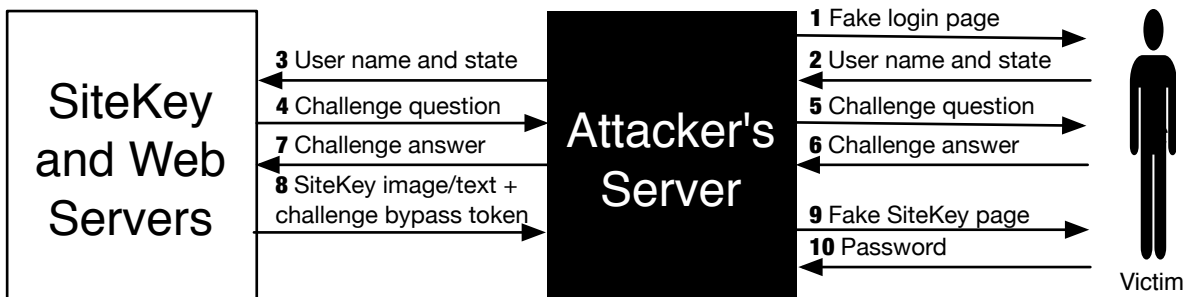 SiteKey
and Web
Servers
3 User name and state
4 Challenge question
7 Challenge answer
8 SiteKey image/text +
challenge bypass token
Attacker's
Server
1 Fake login page
2 User name and state
5 Challenge question
6 Challenge answer
9 Fake SiteKey page
10 Password
Victim